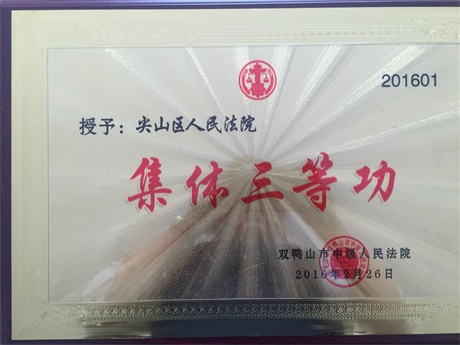 201601
授予：尖山区人民法院
集体三等功
双鸭山市中级人民法院
2016年2月26日